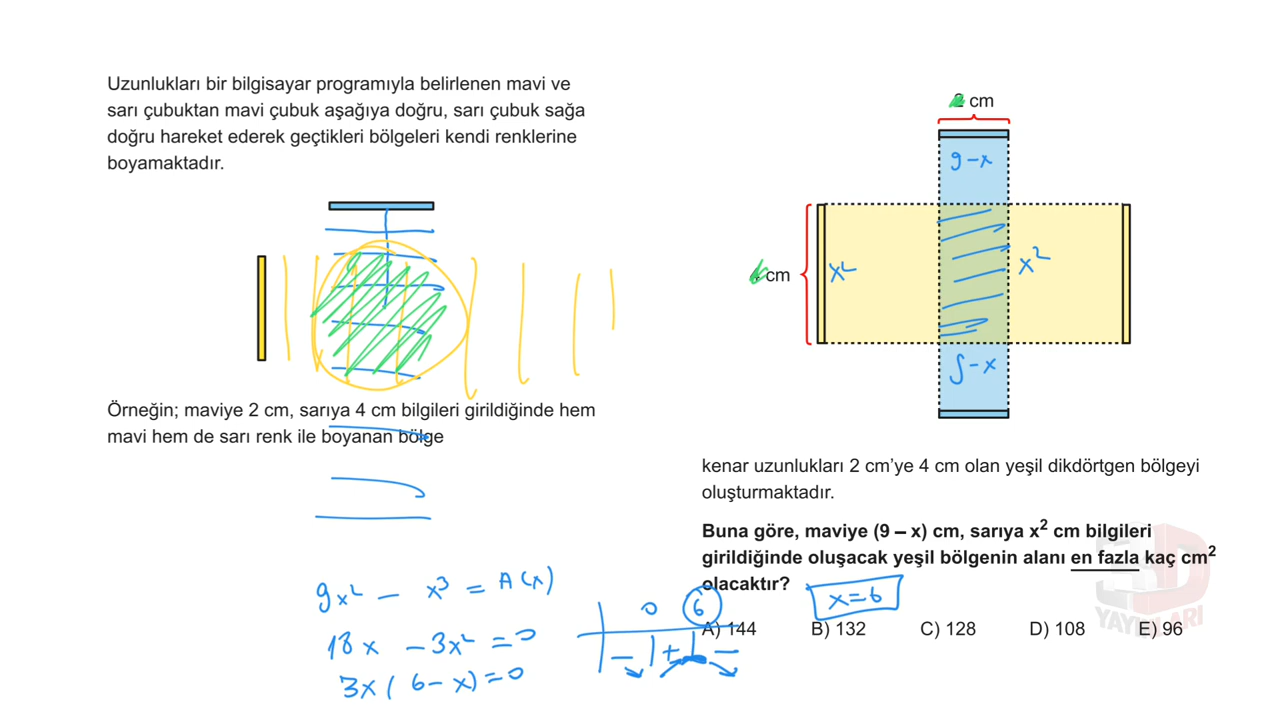 Uzunlukları bir bilgisayar programıyla belirlenen mavi ve
sarı çubuktan mavi çubuk aşağıya doğru, sarı çubuk sağa
doğru hareket ederek geçtikleri bölgeleri kendi renklerine
boyamaktadır.
Örneğin; maviye 2 cm, sarıya 4 cm bilgileri girildiğinde hem
mavi hem de sarı renk ile boyanan bölge
9x² – x³ = A(x)
18x – 3x² = 0
3x(6 – x) = 0
0 6
– + –
cm
9-x
cm
x²
x²
-x
kenar uzunlukları 2 cm'ye 4 cm olan yeşil dikdörtgen bölgeyi
oluşturmaktadır.
Buna göre, maviye (9 – x) cm, sarıya x² cm bilgileri
girildiğinde oluşacak yeşil bölgenin alanı en fazla kaç cm²
olacaktır?
x=6
A) 144 B) 132 C) 128 D) 108 E) 96
3D
YAYINLARI